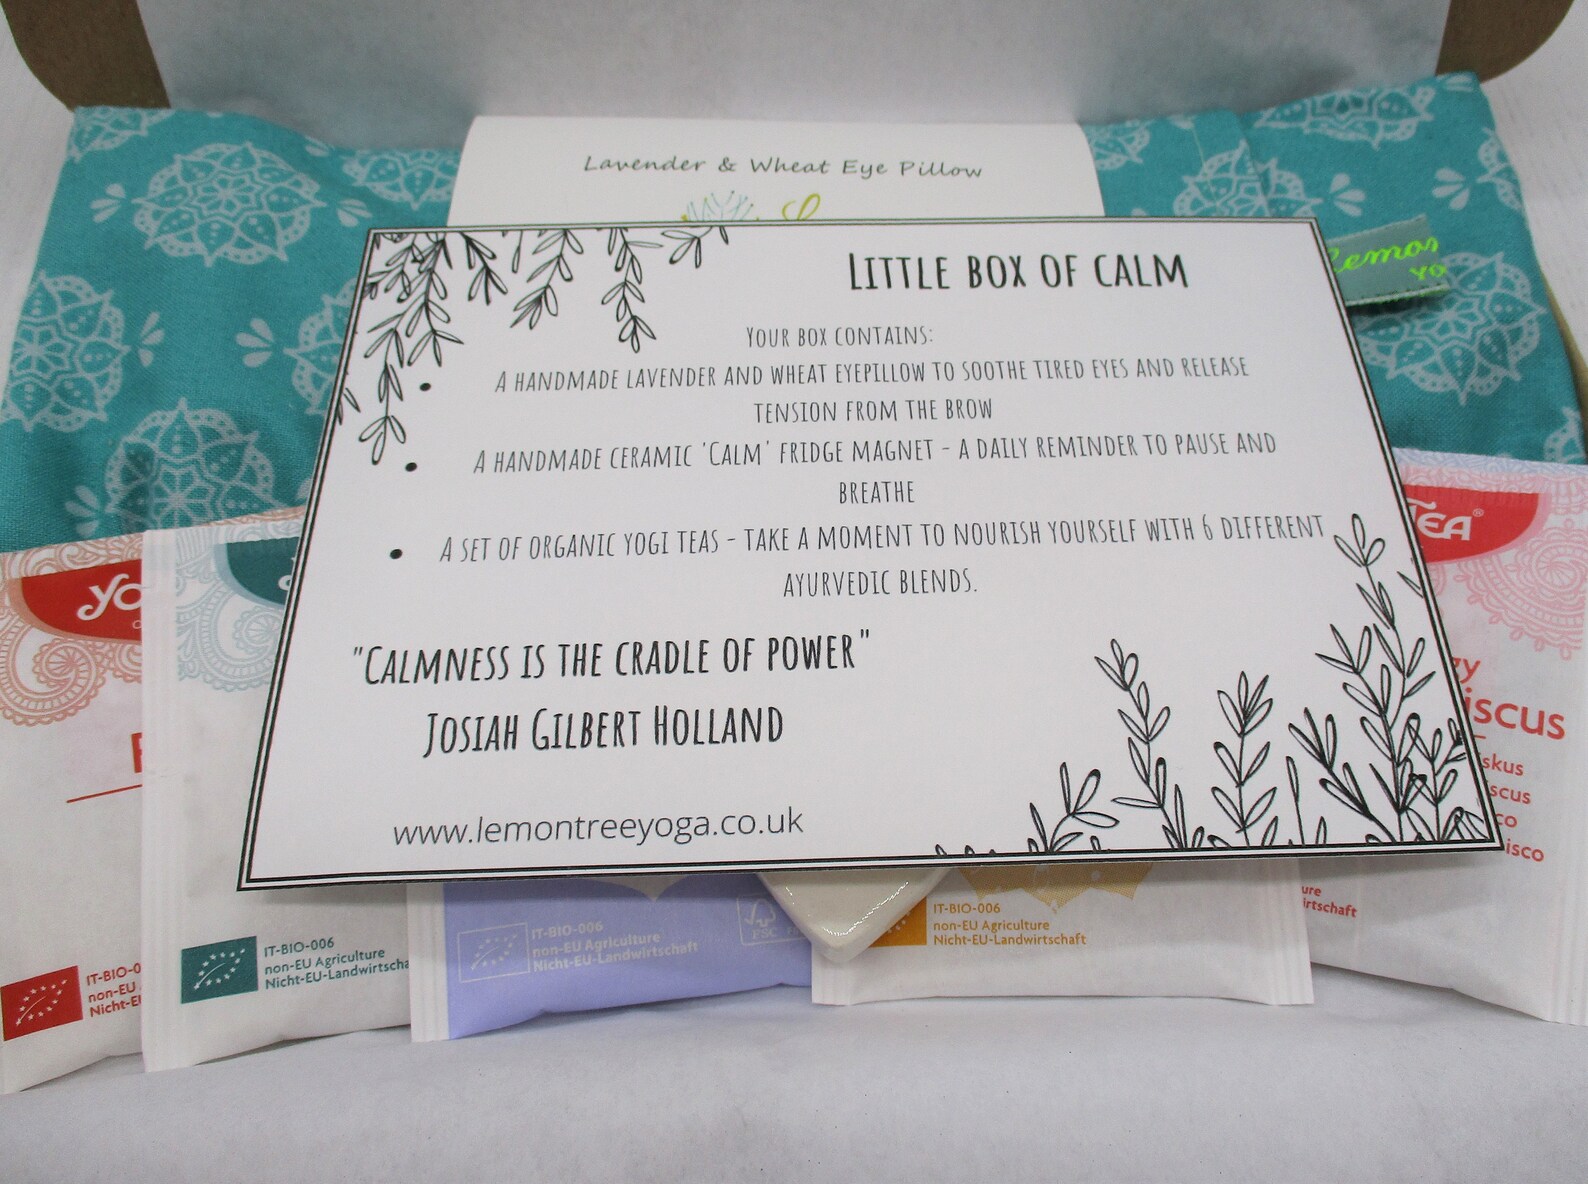 Lavender & Wheat Eye Pillow
LITTLE BOX OF CALM
YOUR BOX CONTAINS:
• A HANDMADE LAVENDER AND WHEAT EYEPILLOW TO SOOTHE TIRED EYES AND RELEASE
TENSION FROM THE BROW
• A HANDMADE CERAMIC 'CALM' FRIDGE MAGNET - A DAILY REMINDER TO PAUSE AND
BREATHE
• A SET OF ORGANIC YOGI TEAS - TAKE A MOMENT TO NOURISH YOURSELF WITH 6 DIFFERENT
AYURVEDIC BLENDS.
"CALMNESS IS THE CRADLE OF POWER"
JOSIAH GILBERT HOLLAND
www.lemontreeyoga.co.uk
TEA®
IT-BIO-006
non-EU Agriculture
IT-BIO-006
non-EU Agriculture
Nicht-EU-Landwirtschaft
IT-BIO-006
non-EU Agriculture
Nicht-EU-Landwirtschaft
FSC
non-EU